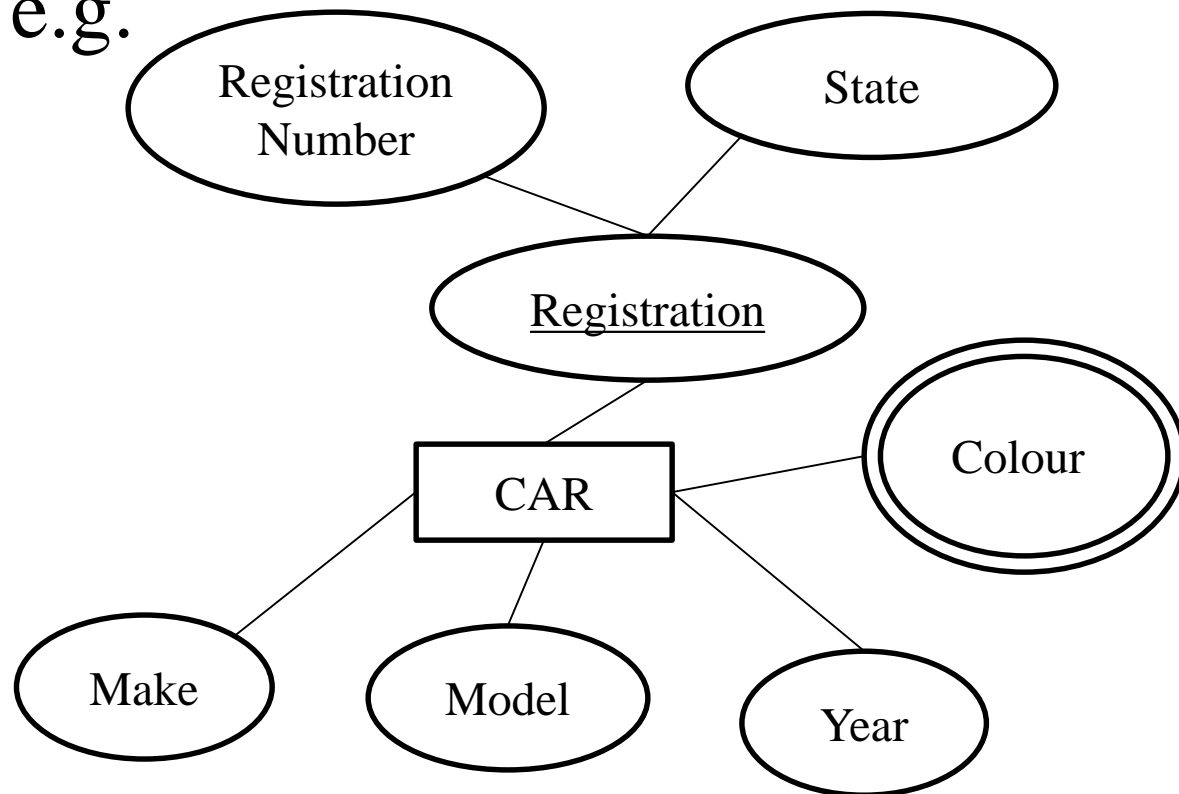 e.g.
Registration
Number
State
Registration
Colour
CAR
Make
Model
Year